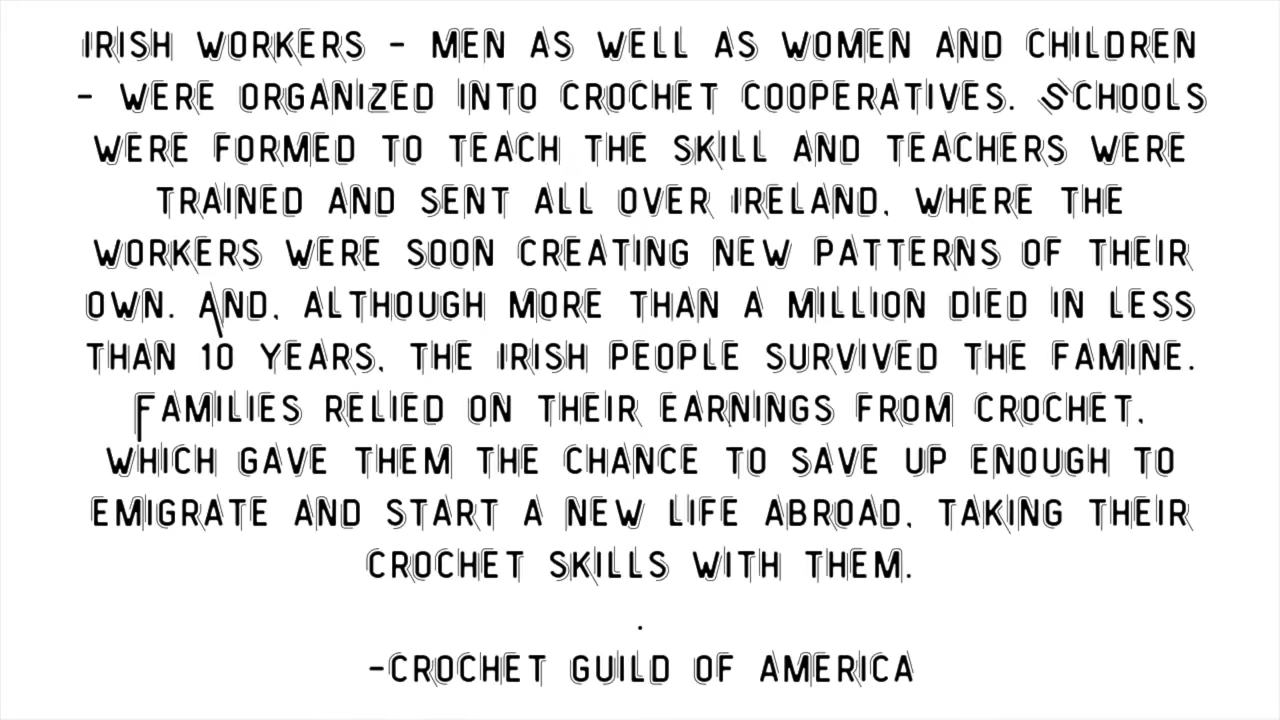 IRISH WORKERS - MEN AS WELL AS WOMEN AND CHILDREN
- WERE ORGANIZED INTO CROCHET COOPERATIVES. SCHOOLS
WERE FORMED TO TEACH THE SKILL AND TEACHERS WERE
TRAINED AND SENT ALL OVER IRELAND, WHERE THE
WORKERS WERE SOON CREATING NEW PATTERNS OF THEIR
OWN. AND, ALTHOUGH MORE THAN A MILLION DIED IN LESS
THAN 10 YEARS, THE IRISH PEOPLE SURVIVED THE FAMINE.
FAMILIES RELIED ON THEIR EARNINGS FROM CROCHET,
WHICH GAVE THEM THE CHANCE TO SAVE UP ENOUGH TO
EMIGRATE AND START A NEW LIFE ABROAD, TAKING THEIR
CROCHET SKILLS WITH THEM.
.
-CROCHET GUILD OF AMERICA